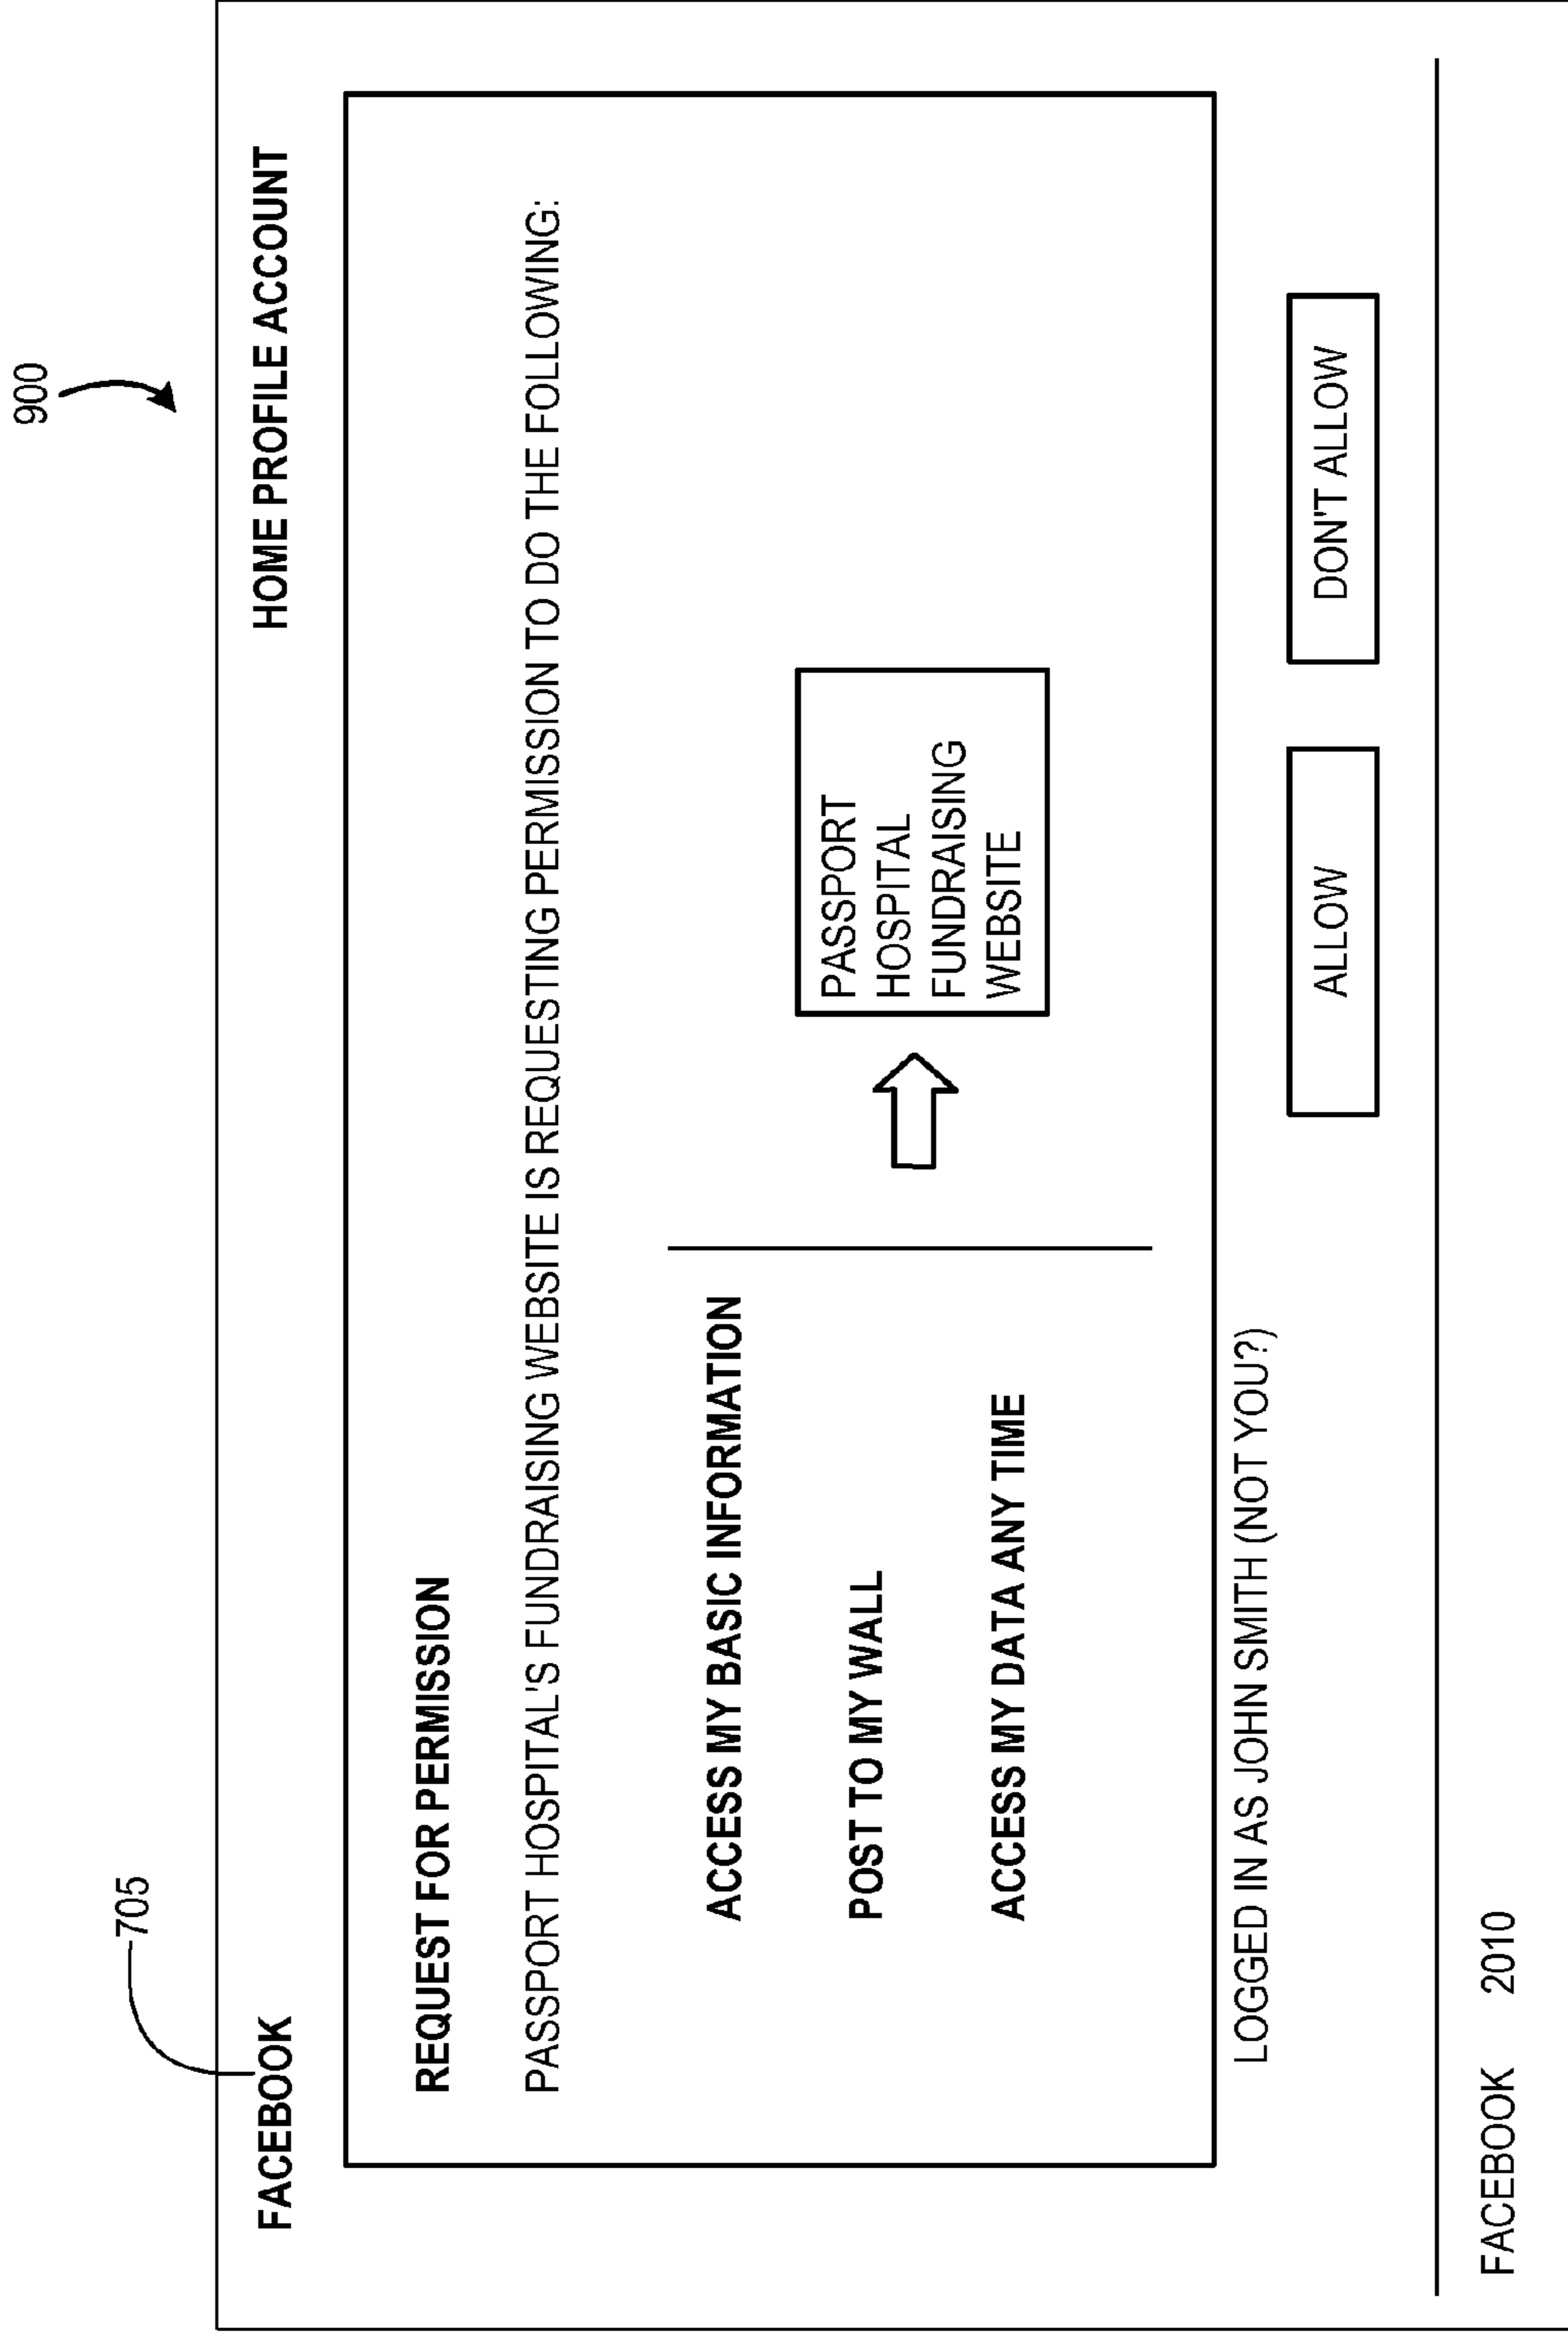 900
705
FACEBOOK
HOME PROFILE ACCOUNT
REQUEST FOR PERMISSION
PASSPORT HOSPITAL'S FUNDRAISING WEBSITE IS REQUESTING PERMISSION TO DO THE FOLLOWING:
ACCESS MY BASIC INFORMATION
POST TO MY WALL
ACCESS MY DATA ANY TIME
PASSPORT
HOSPITAL
FUNDRAISING
WEBSITE
LOGGED IN AS JOHN SMITH (NOT YOU?)
ALLOW
DON'T ALLOW
FACEBOOK 2010